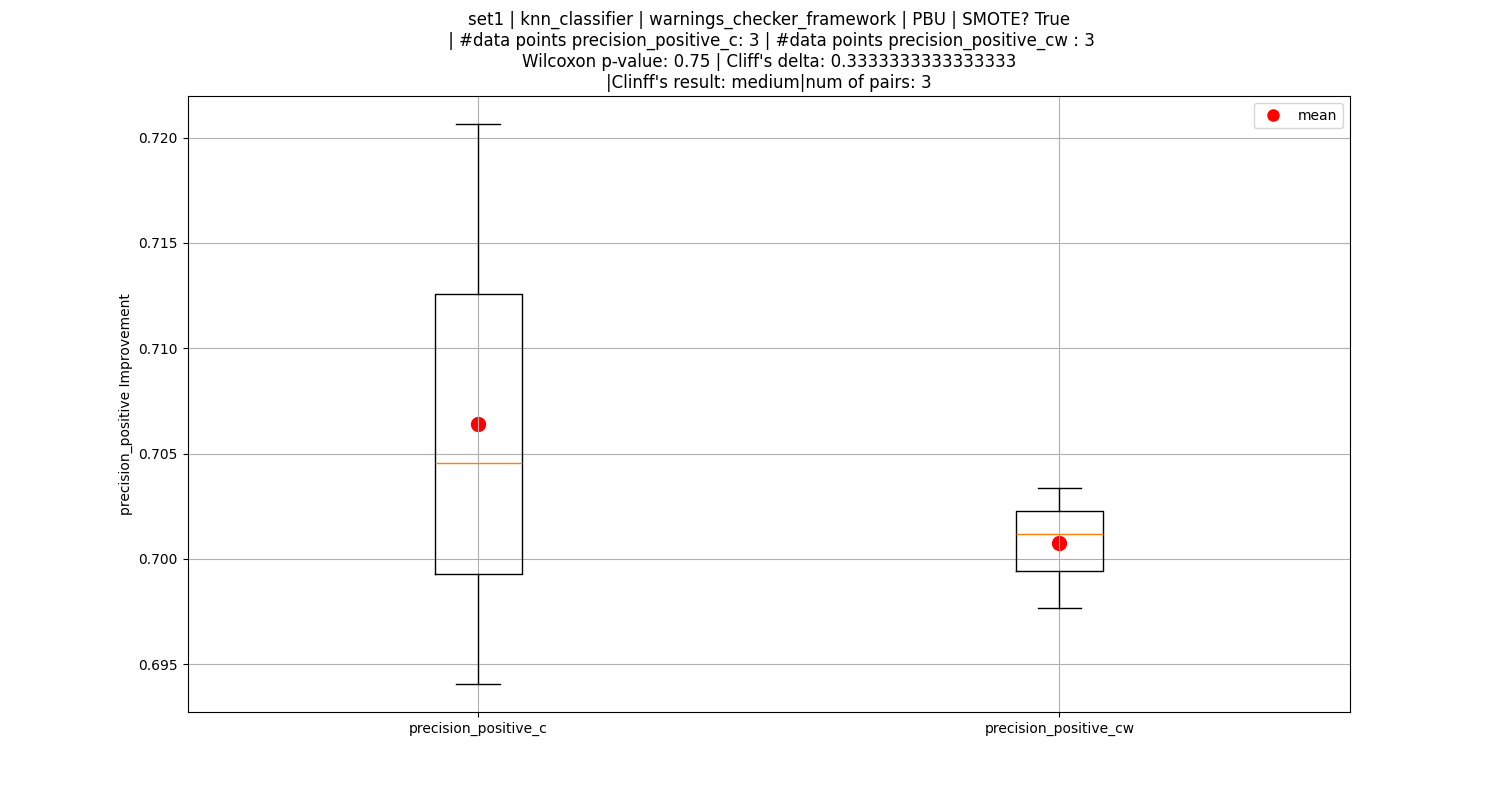 set1 | knn_classifier | warnings_checker_framework | PBU | SMOTE? True
| #data points precision_positive_c: 3 | #data points precision_positive_cw : 3
Wilcoxon p-value: 0.75 | Cliff's delta: 0.3333333333333333
|Clinff's result: medium|num of pairs: 3
mean
0.720
0.715
0.710
0.705
0.700
0.695
precision_positive Improvement
precision_positive_c
precision_positive_cw